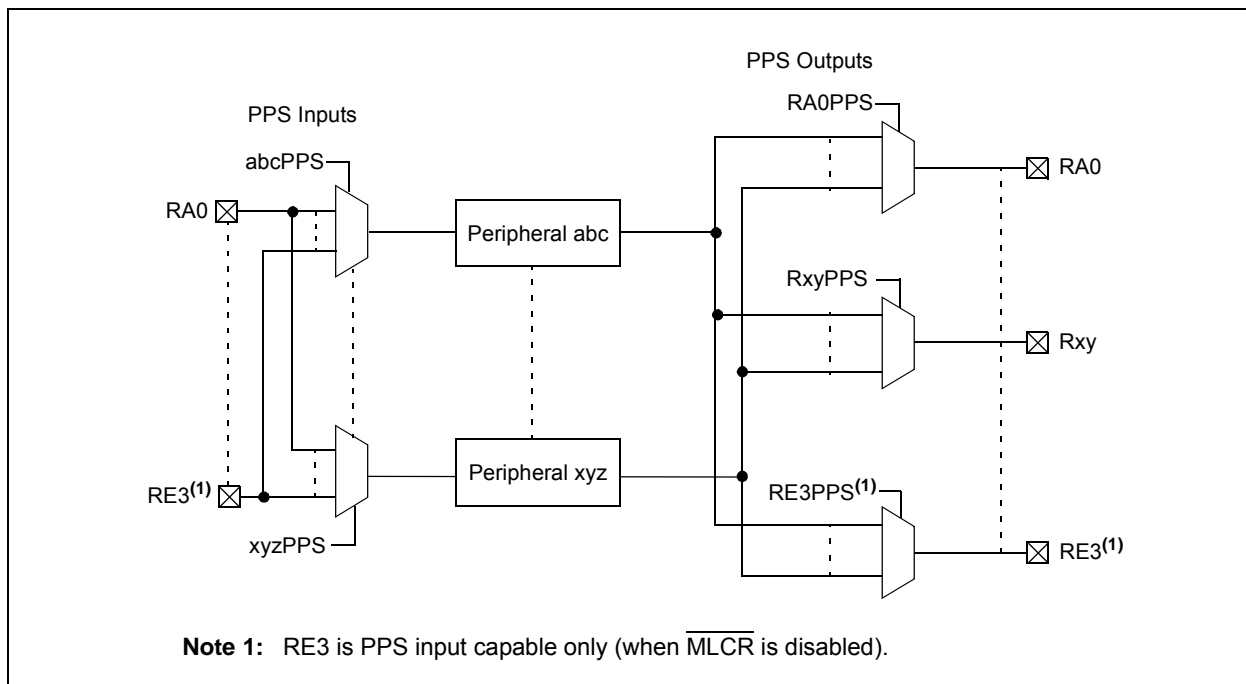 PPS Outputs
RA0PPS
PPS Inputs
abcPPS
RA0
RA0
Peripheral abc
RxyPPS
Rxy
Peripheral xyz
RE3(1)
RE3PPS(1)
xyzPPS
RE3(1)
Note 1: RE3 is PPS input capable only (when MLCR is disabled).